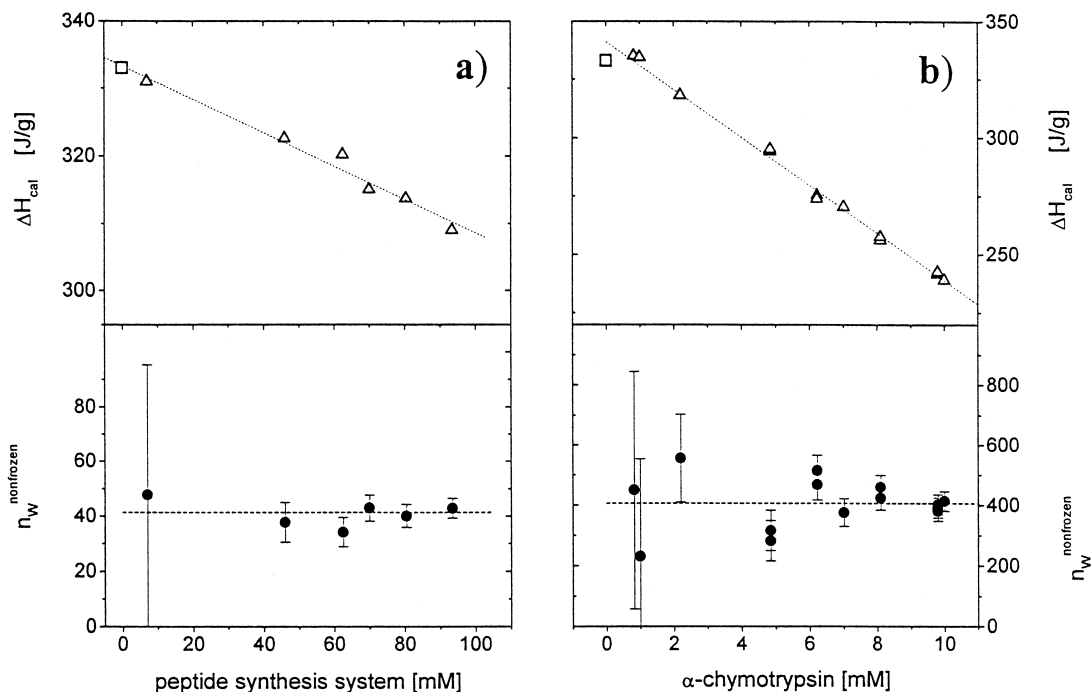 a)
340
320
300
ΔH_cal [J/g]
80
60
40
20
0
n_w^nonfrozen
0 20 40 60 80 100
peptide synthesis system [mM]
b)
350
300
250
ΔH_cal [J/g]
800
600
400
200
0
n_w^nonfrozen
0 2 4 6 8 10
α-chymotrypsin [mM]